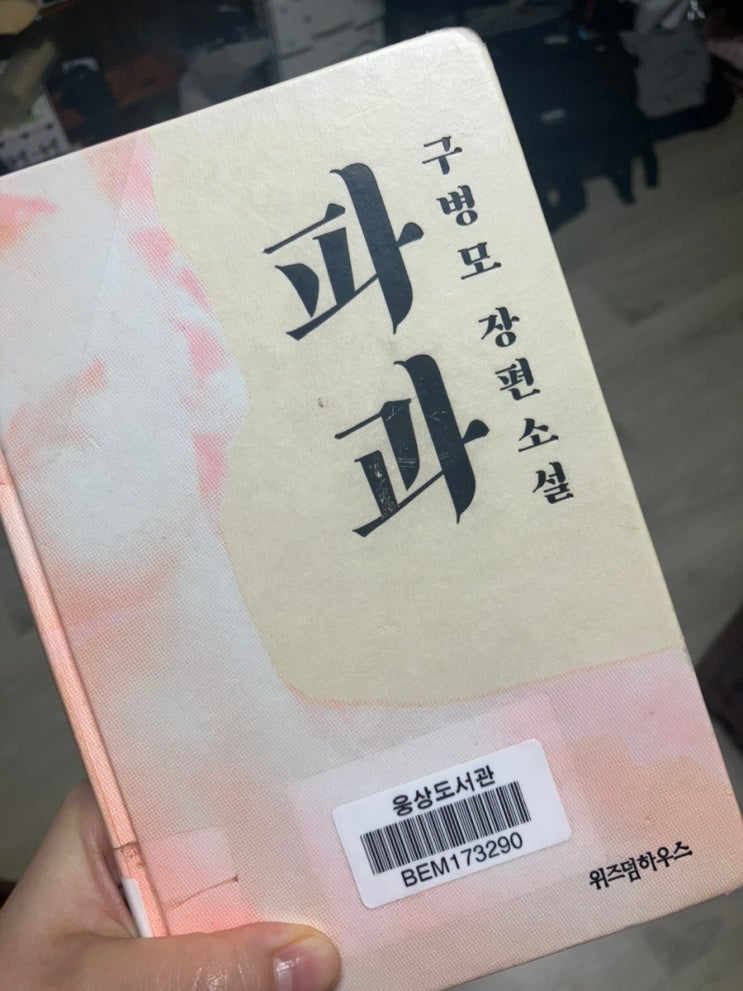 파과
구병모 장편소설
웅상도서관
BEM173290
위즈덤하우스